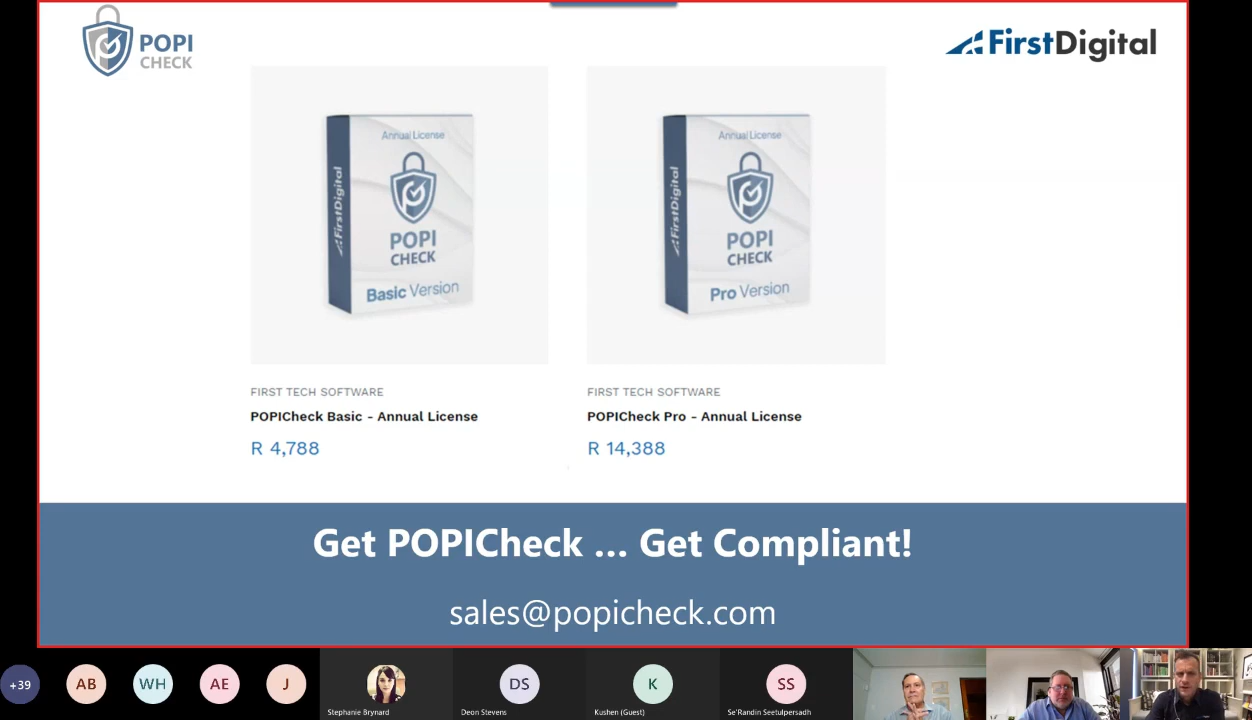 POPI
CHECK
FirstDigital
Annual License
FirstDigital
POPI
CHECK
Basic Version
Annual License
FirstDigital
POPI
CHECK
Pro Version
FIRST TECH SOFTWARE
POPICheck Basic - Annual License
R 4,788
FIRST TECH SOFTWARE
POPICheck Pro - Annual License
R 14,388
Get POPICheck ... Get Compliant!
sales@popicheck.com
+39
AB
WH
AE
J
Stephanie Brynard
DS
Deon Stevens
K
Kushen (Guest)
SS
Se'Randin Seetulpersadh